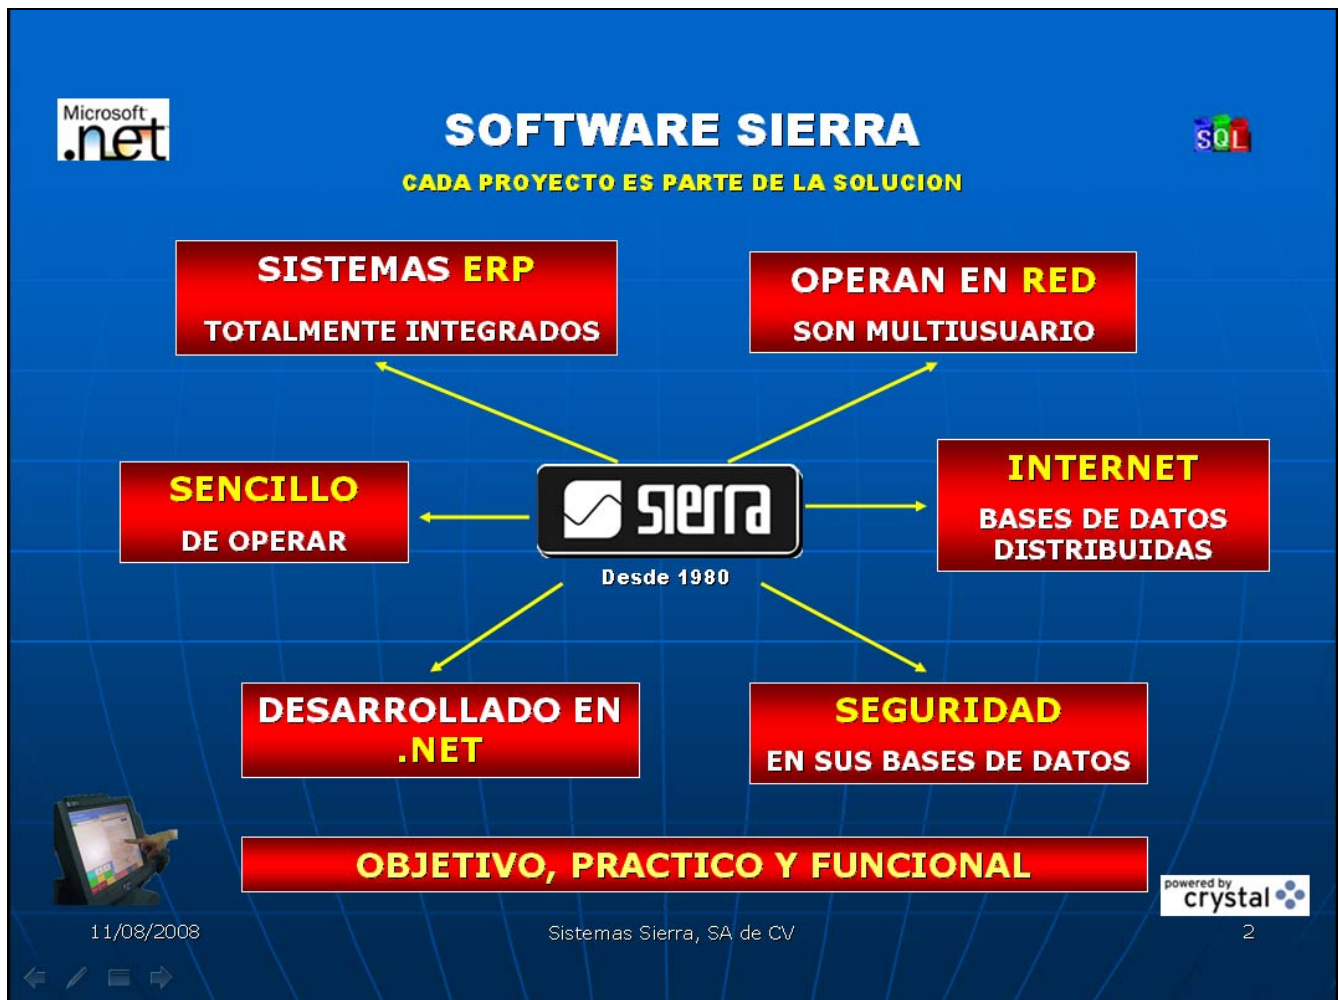 Microsoft
.net
SOFTWARE SIERRA
SQL
CADA PROYECTO ES PARTE DE LA SOLUCION
SISTEMAS ERP
TOTALMENTE INTEGRADOS
OPERAN EN RED
SON MULTIUSUARIO
SENCILLO
DE OPERAR
sierra
Desde 1980
INTERNET
BASES DE DATOS
DISTRIBUIDAS
DESARROLLADO EN
.NET
SEGURIDAD
EN SUS BASES DE DATOS
OBJETIVO, PRACTICO Y FUNCIONAL
powered by
crystal
11/08/2008
Sistemas Sierra, SA de CV
2